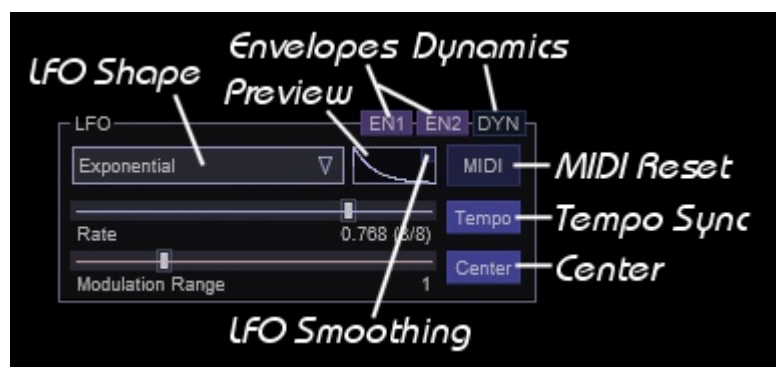 Envelopes Dynamics
LFO Shape
Preview
LFO EN1 EN2 DYN
Exponential MIDI MIDI Reset
Tempo Tempo Sync
Rate 0.768 (3/8)
Center Center
Modulation Range 1
LFO Smoothing